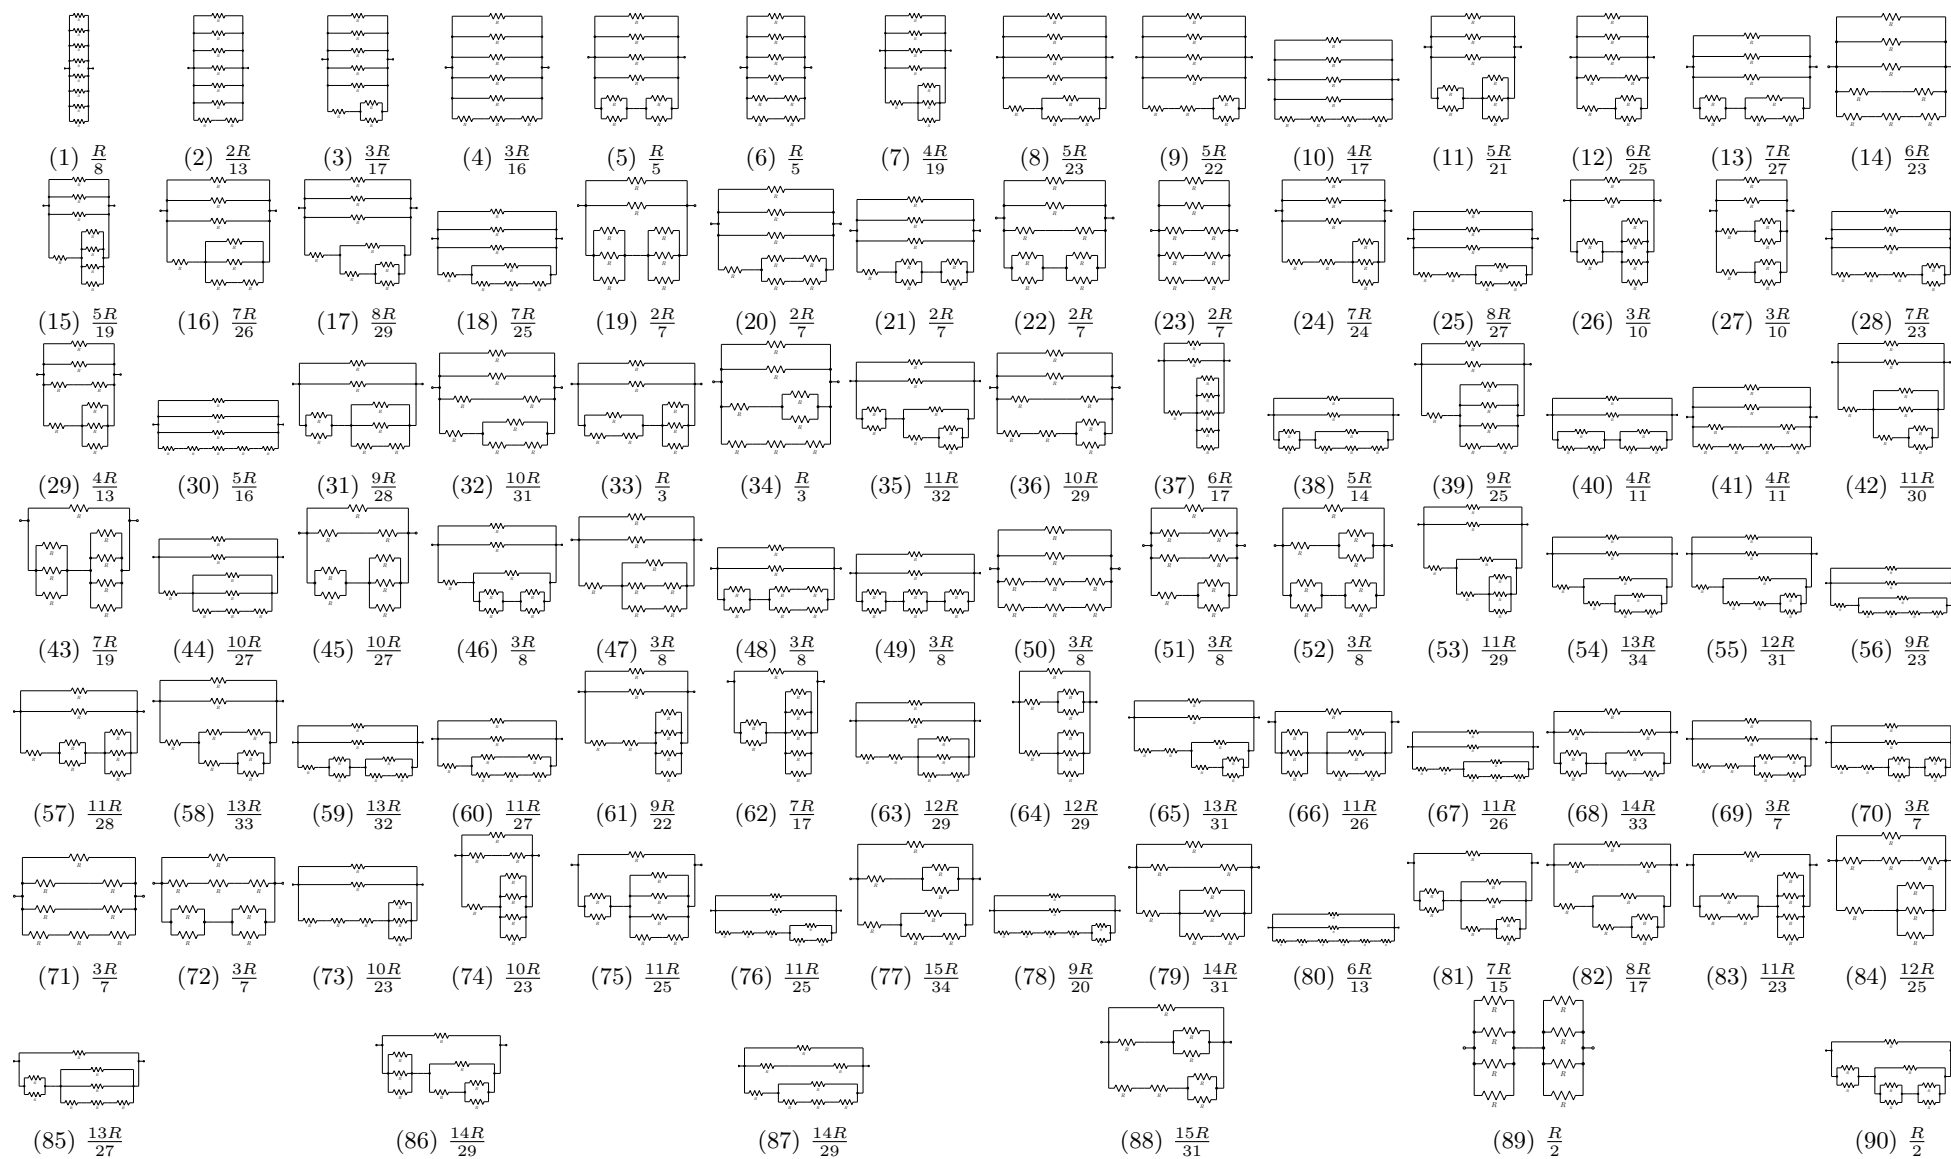 (1) R/8 (2) 2R/13 (3) 3R/17 (4) 3R/16 (5) R/5 (6) R/5 (7) 4R/19 (8) 5R/23 (9) 5R/22 (10) 4R/17 (11) 5R/21 (12) 6R/25 (13) 7R/27 (14) 6R/23
(15) 5R/19 (16) 7R/26 (17) 8R/29 (18) 7R/25 (19) 2R/7 (20) 2R/7 (21) 2R/7 (22) 2R/7 (23) 2R/7 (24) 7R/24 (25) 8R/27 (26) 3R/10 (27) 3R/10 (28) 7R/23
(29) 4R/13 (30) 5R/16 (31) 9R/28 (32) 10R/31 (33) R/3 (34) R/3 (35) 11R/32 (36) 10R/29 (37) 6R/17 (38) 5R/14 (39) 9R/25 (40) 4R/11 (41) 4R/11 (42) 11R/30
(43) 7R/19 (44) 10R/27 (45) 10R/27 (46) 3R/8 (47) 3R/8 (48) 3R/8 (49) 3R/8 (50) 3R/8 (51) 3R/8 (52) 3R/8 (53) 11R/29 (54) 13R/34 (55) 12R/31 (56) 9R/23
(57) 11R/28 (58) 13R/33 (59) 13R/32 (60) 11R/27 (61) 9R/22 (62) 7R/17 (63) 12R/29 (64) 12R/29 (65) 13R/31 (66) 11R/26 (67) 11R/26 (68) 14R/33 (69) 3R/7 (70) 3R/7
(71) 3R/7 (72) 3R/7 (73) 10R/23 (74) 10R/23 (75) 11R/25 (76) 11R/25 (77) 15R/34 (78) 9R/20 (79) 14R/31 (80) 6R/13 (81) 7R/15 (82) 8R/17 (83) 11R/23 (84) 12R/25
(85) 13R/27 (86) 14R/29 (87) 14R/29 (88) 15R/31 (89) R/2 (90) R/2